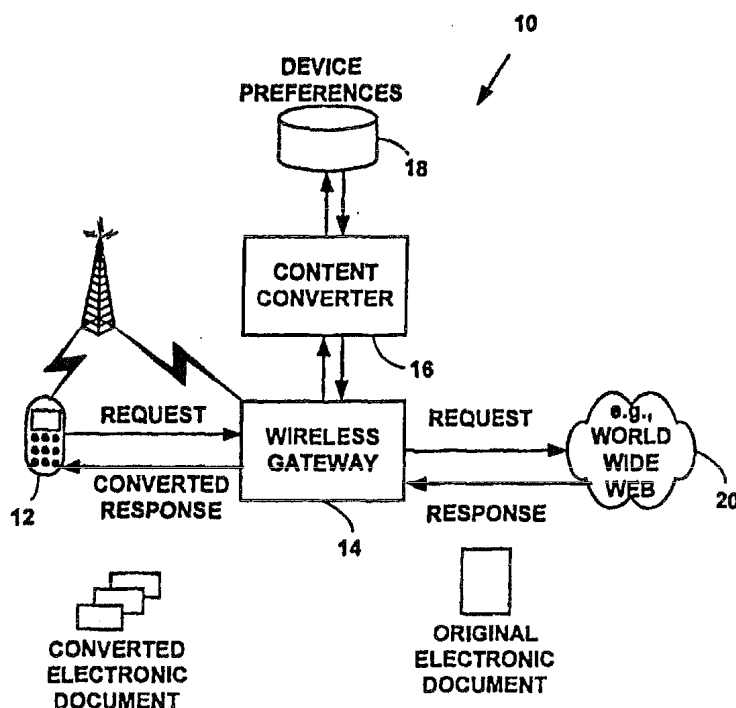 10
DEVICE
PREFERENCES
18
CONTENT
CONVERTER
16
REQUEST
WIRELESS
GATEWAY
REQUEST
e.g.,
WORLD
WIDE
WEB
12
CONVERTED
RESPONSE
14
RESPONSE
20
CONVERTED
ELECTRONIC
DOCUMENT
ORIGINAL
ELECTRONIC
DOCUMENT